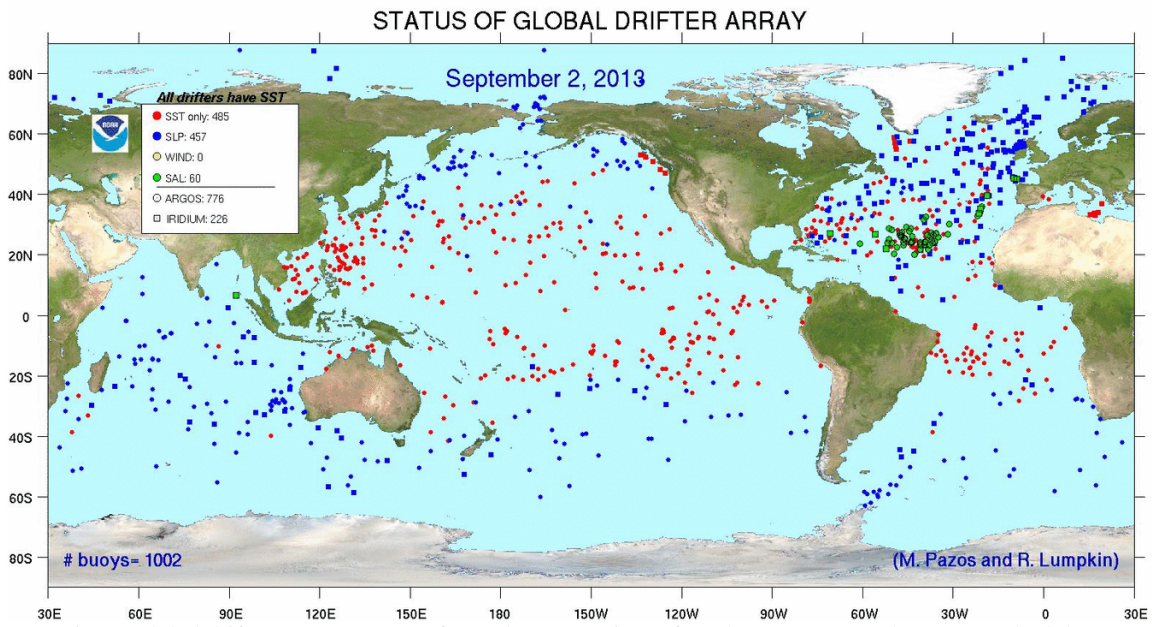 STATUS OF GLOBAL DRIFTER ARRAY
September 2, 2013
All drifters have SST
SST only: 485
SLP: 457
WIND: 0
SAL: 60
ARGOS: 776
IRIDIUM: 226
NOAA
80N
60N
40N
20N
0
20S
40S
60S
80S
# buoys= 1002
(M. Pazos and R. Lumpkin)
30E
60E
90E
120E
150E
180
150W
120W
90W
60W
30W
0
30E